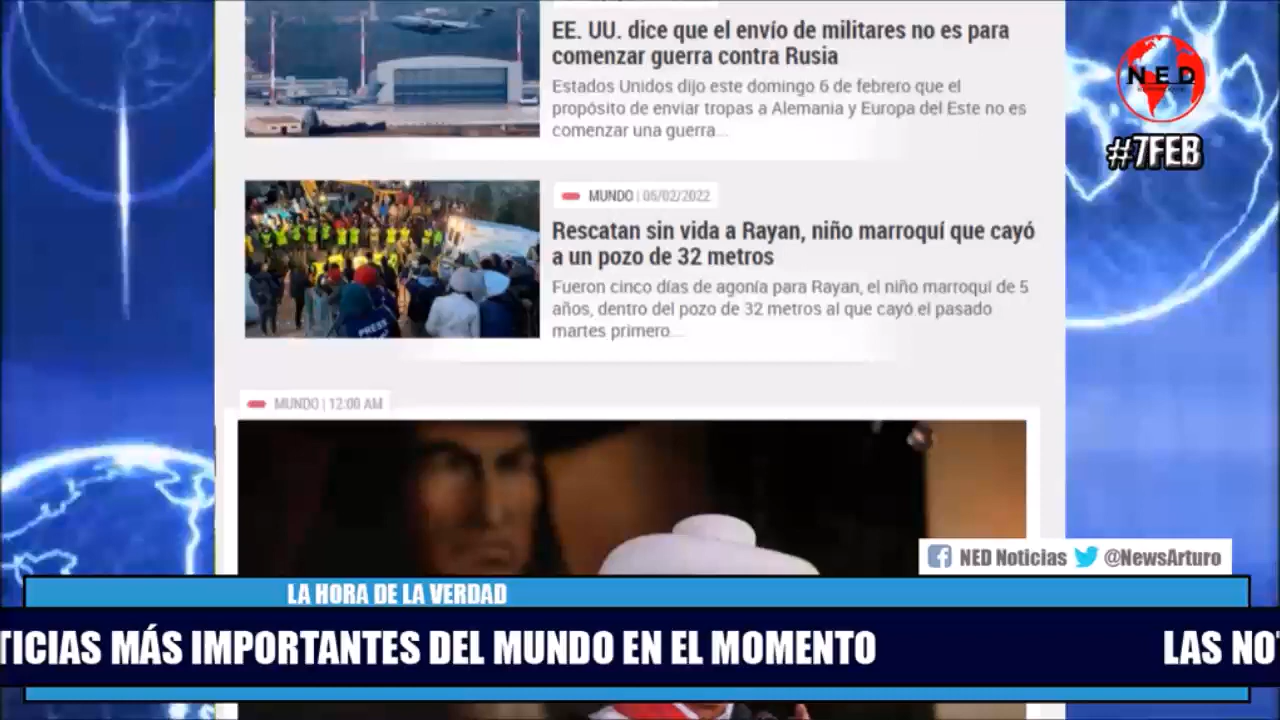 EE. UU. dice que el envío de militares no es para
comenzar guerra contra Rusia
Estados Unidos dijo este domingo 6 de febrero que el
propósito de enviar tropas a Alemania y Europa del Este no es
comenzar una guerra...
N.E.D
#7FEB
MUNDO | 06/02/2022
Rescatan sin vida a Rayan, niño marroquí que cayó
a un pozo de 32 metros
Fueron cinco días de agonía para Rayan, el niño marroquí de 5
años, dentro del pozo de 32 metros al que cayó el pasado
martes primero...
PRESS
MUNDO | 12:00 AM
NED Noticias @NewsArturo
LA HORA DE LA VERDAD
TICIAS MÁS IMPORTANTES DEL MUNDO EN EL MOMENTO
LAS NOT